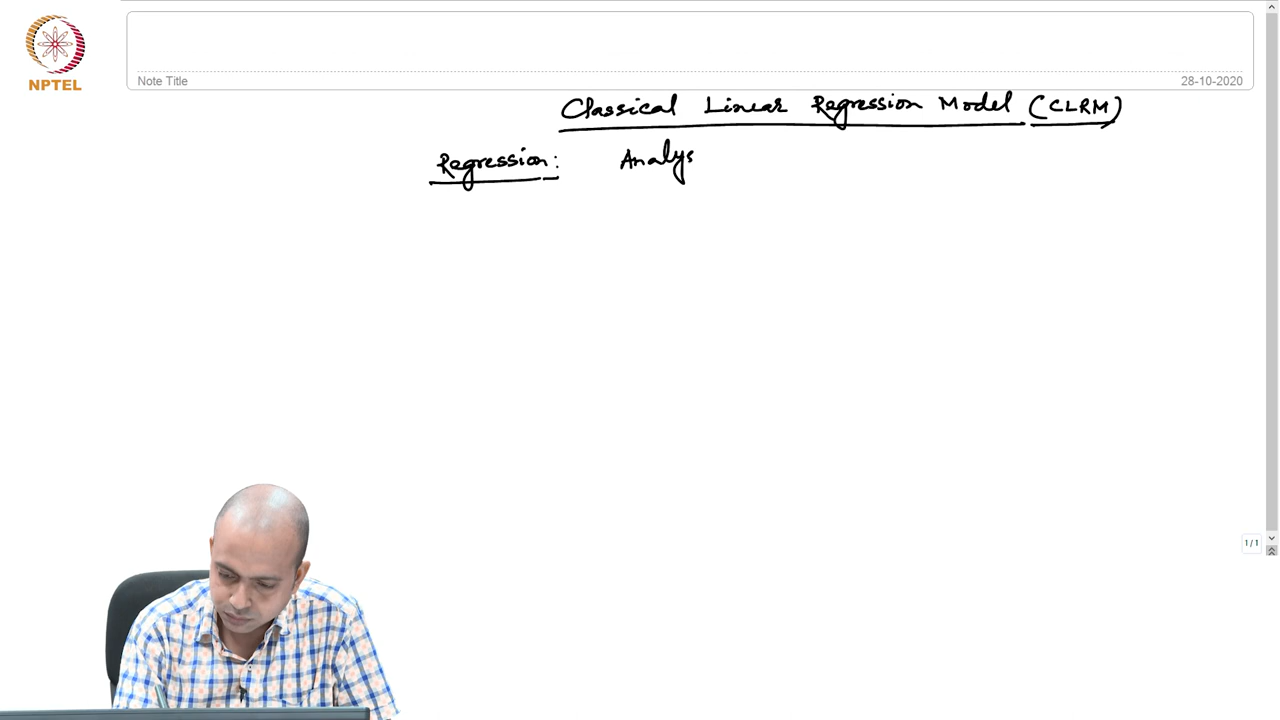 NPTEL
Note Title
28-10-2020
Classical Linear Regression Model (CLRM)
Regression: Analys
1/1